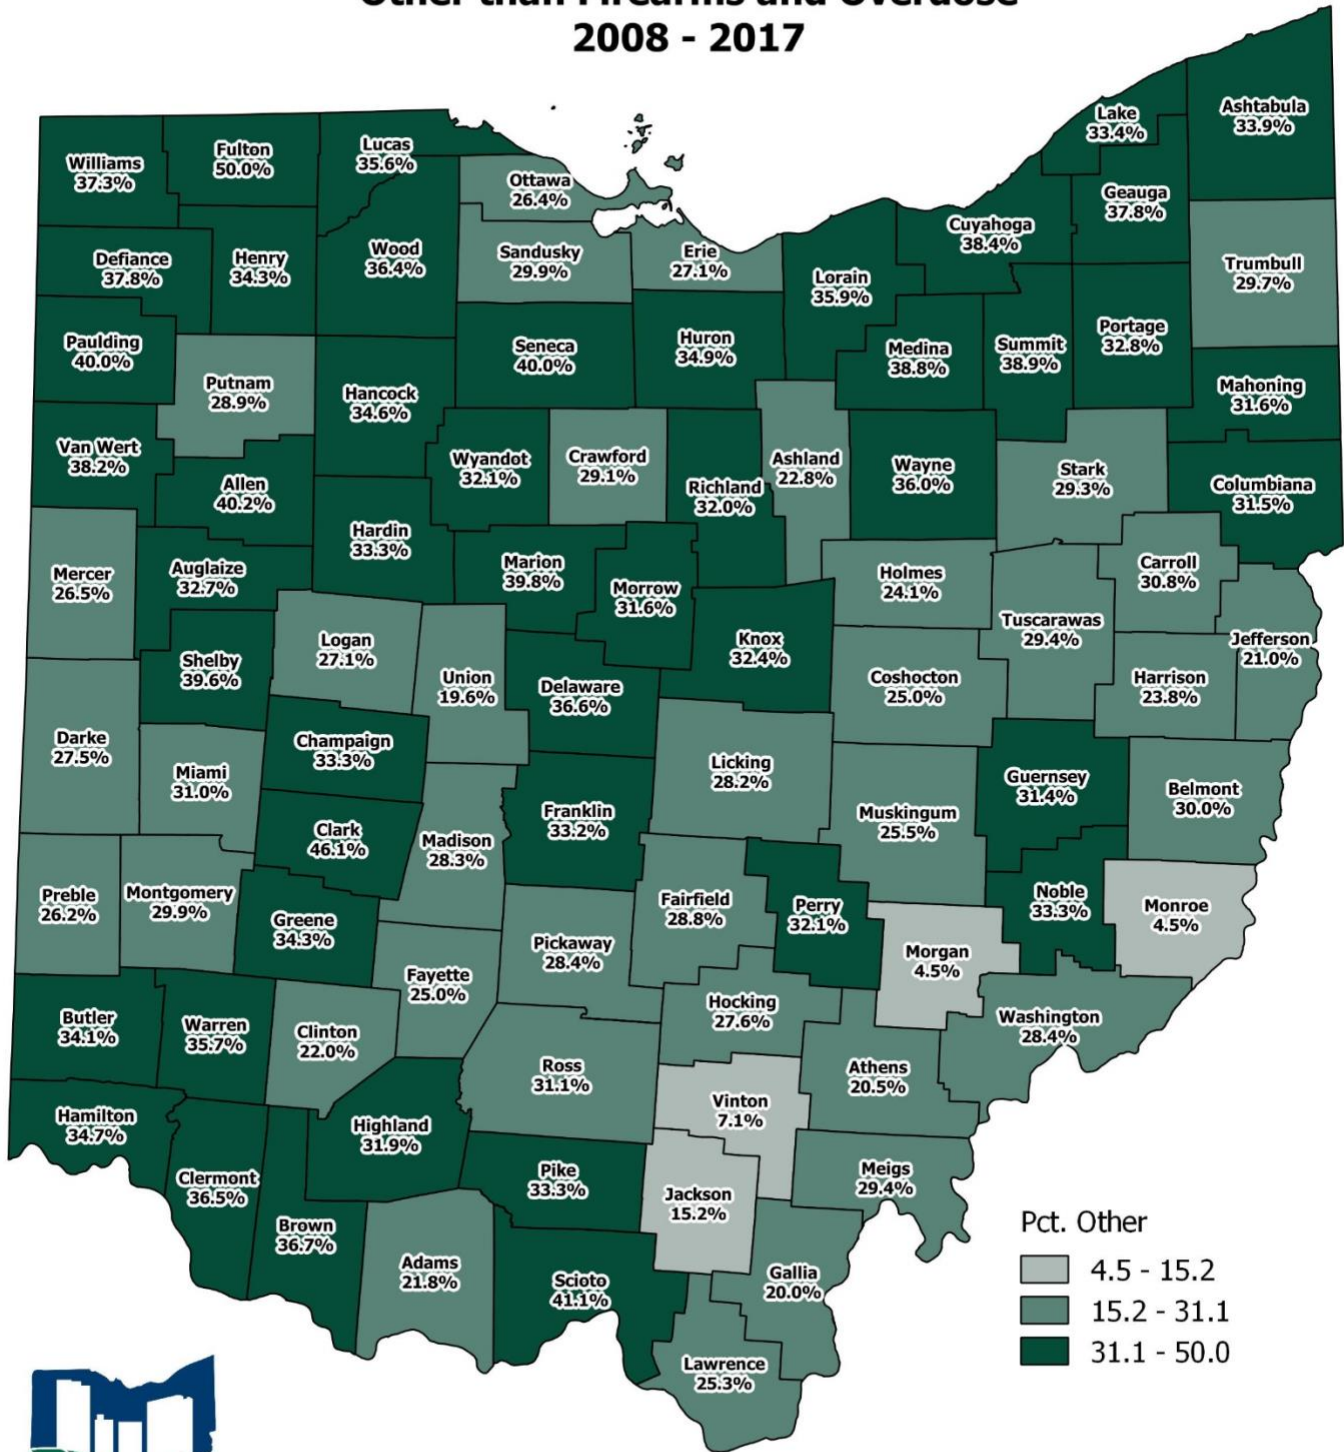 Other than Firearms and Overdose
2008 - 2017
Lake
33.4%
Ashtabula
33.9%
Williams
37.3%
Fulton
50.0%
Lucas
35.6%
Ottawa
26.4%
Geauga
37.8%
Cuyahoga
38.4%
Defiance
37.8%
Henry
34.3%
Wood
36.4%
Sandusky
29.9%
Erie
27.1%
Lorain
35.9%
Trumbull
29.7%
Paulding
40.0%
Putnam
28.9%
Hancock
34.6%
Seneca
40.0%
Huron
34.9%
Medina
38.8%
Summit
38.9%
Portage
32.8%
Mahoning
31.6%
Van Wert
38.2%
Allen
40.2%
Wyandot
32.1%
Crawford
29.1%
Richland
32.0%
Ashland
22.8%
Wayne
36.0%
Stark
29.3%
Columbiana
31.5%
Mercer
26.5%
Auglaize
32.7%
Hardin
33.3%
Marion
39.8%
Morrow
31.6%
Holmes
24.1%
Carroll
30.8%
Tuscarawas
29.4%
Jefferson
21.0%
Shelby
39.6%
Logan
27.1%
Union
19.6%
Delaware
36.6%
Knox
32.4%
Coshocton
25.0%
Harrison
23.8%
Darke
27.5%
Miami
31.0%
Champaign
33.3%
Licking
28.2%
Guernsey
31.4%
Belmont
30.0%
Clark
46.1%
Madison
28.3%
Franklin
33.2%
Muskingum
25.5%
Preble
26.2%
Montgomery
29.9%
Greene
34.3%
Fairfield
28.8%
Perry
32.1%
Noble
33.3%
Monroe
4.5%
Pickaway
28.4%
Morgan
4.5%
Fayette
25.0%
Hocking
27.6%
Washington
28.4%
Butler
34.1%
Warren
35.7%
Clinton
22.0%
Ross
31.1%
Athens
20.5%
Vinton
7.1%
Hamilton
34.7%
Highland
31.9%
Clermont
36.5%
Pike
33.3%
Jackson
15.2%
Meigs
29.4%
Brown
36.7%
Adams
21.8%
Scioto
41.1%
Gallia
20.0%
Lawrence
25.3%
Pct. Other
4.5 - 15.2
15.2 - 31.1
31.1 - 50.0